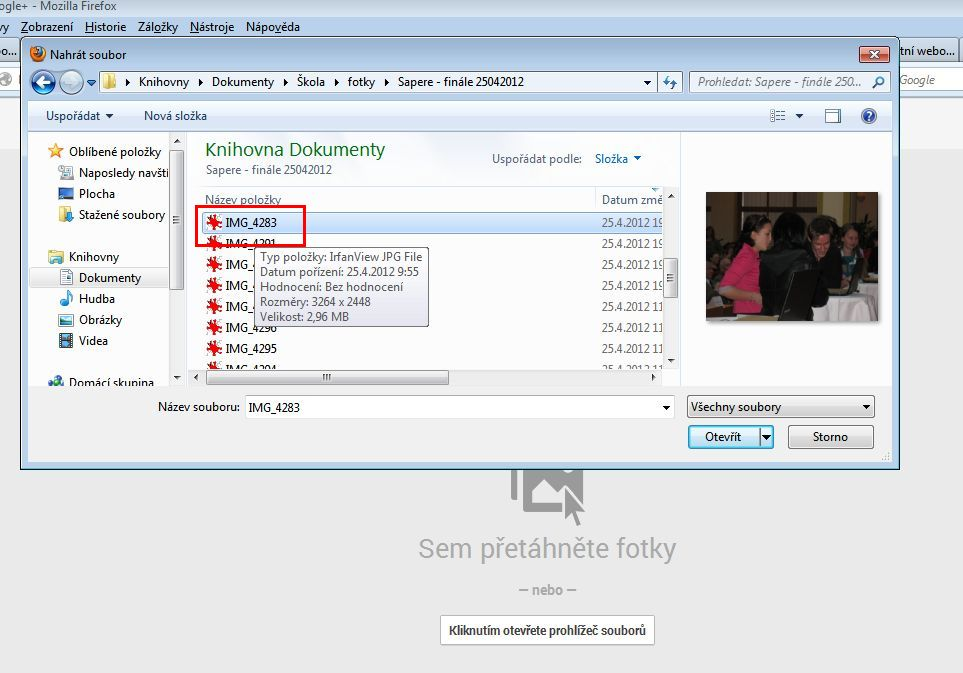 ogle+ - Mozilla Firefox
vy Zobrazení Historie Záložky Nástroje Nápověda
oo... tní webo...
Nahrát soubor
Knihovny Dokumenty Škola fotky Sapere - finále 25042012 Prohledat: Sapere - finále 250... Google
Uspořádat Nová složka
Oblíbené položky
Naposledy navští
Plocha
Stažené soubory
Knihovny
Dokumenty
Hudba
Obrázky
Videa
Domácí skupina
Knihovna Dokumenty
Sapere - finále 25042012
Uspořádat podle: Složka
Název položky Datum změ
IMG_4283 25.4.2012 19
IMG_4291 25.4.2012 19
IMG_ 25.4.2012 19
IMG_ 25.4.2012 19
IMG_ 25.4.2012 11
IMG_4296 25.4.2012 11
IMG_4295 25.4.2012 11
IMG_4294 25.4.2012 11
Typ položky: IrfanView JPG File
Datum pořízení: 25.4.2012 9:55
Hodnocení: Bez hodnocení
Rozměry: 3264 x 2448
Velikost: 2,96 MB
Název souboru: IMG_4283 Všechny soubory
Otevřít Storno
Sem přetáhněte fotky
— nebo —
Kliknutím otevřete prohlížeč souborů